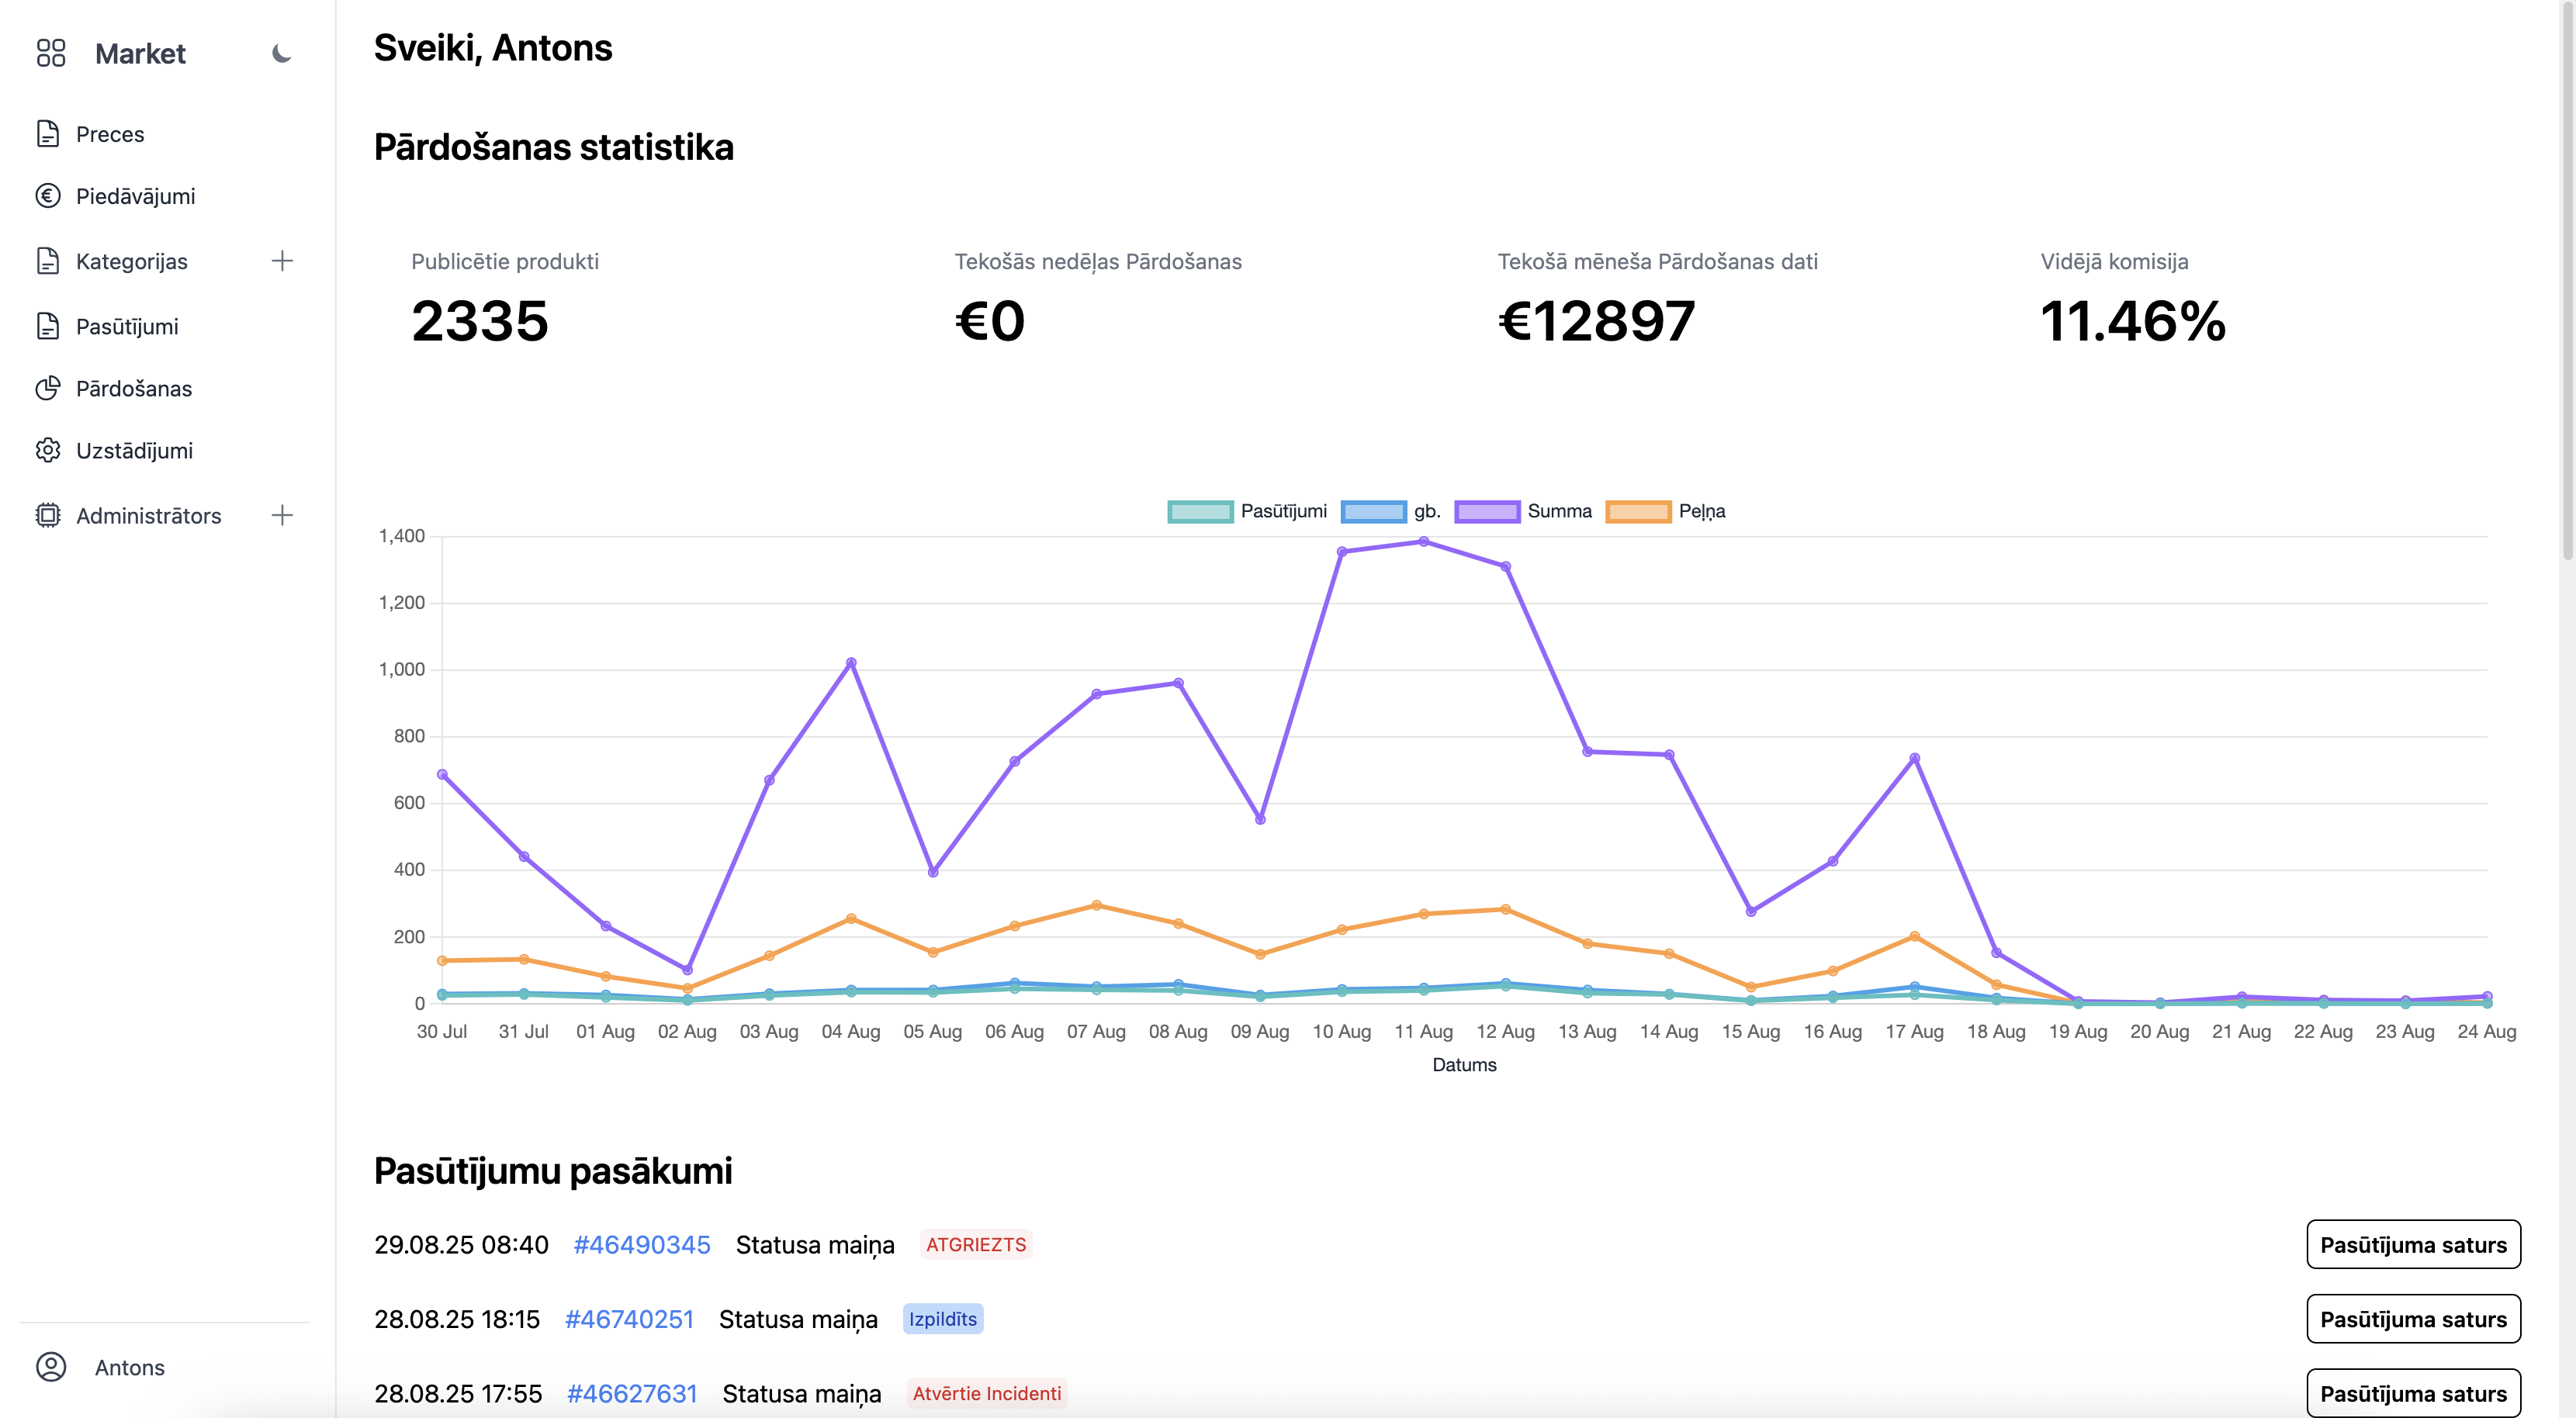 Market
Preces
Piedāvājumi
Kategorijas
Pasūtījumi
Pārdošanas
Uzstādījumi
Administrātors
Antons
Sveiki, Antons
Pārdošanas statistika
Publicētie produkti
2335
Tekošās nedēļas Pārdošanas
€0
Tekošā mēneša Pārdošanas dati
€12897
Vidējā komisija
11.46%
Pasūtījumi gb. Summa Peļņa
1,400
1,200
1,000
800
600
400
200
0
30 Jul 31 Jul 01 Aug 02 Aug 03 Aug 04 Aug 05 Aug 06 Aug 07 Aug 08 Aug 09 Aug 10 Aug 11 Aug 12 Aug 13 Aug 14 Aug 15 Aug 16 Aug 17 Aug 18 Aug 19 Aug 20 Aug 21 Aug 22 Aug 23 Aug 24 Aug
Datums
Pasūtījumu pasākumi
29.08.25 08:40 #46490345 Statusa maiņa ATGRIEZTS Pasūtījuma saturs
28.08.25 18:15 #46740251 Statusa maiņa Izpildīts Pasūtījuma saturs
28.08.25 17:55 #46627631 Statusa maiņa Atvērtie Incidenti Pasūtījuma saturs